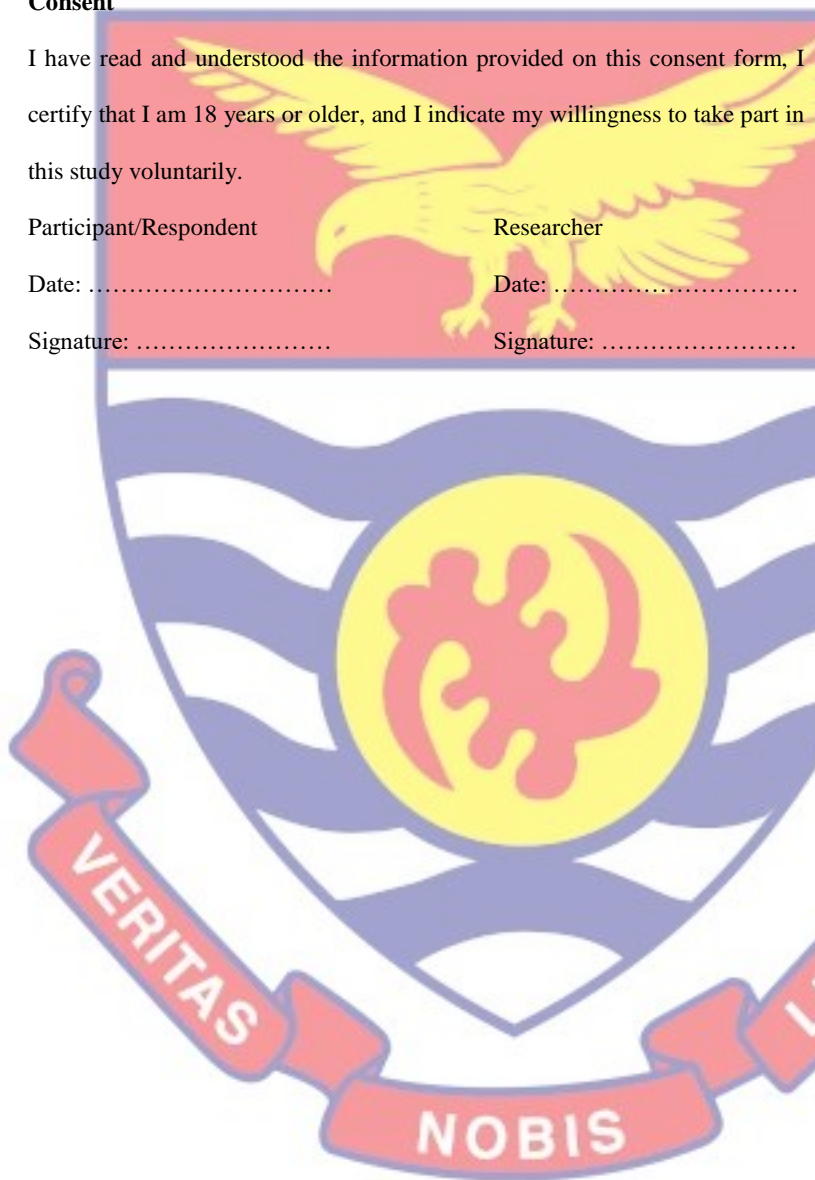 Consent
I have read and understood the information provided on this consent form, I
certify that I am 18 years or older, and I indicate my willingness to take part in
this study voluntarily.
Participant/Respondent Researcher
Date: ………………………… Date: …………………………
Signature: …………………… Signature: ……………………
VERITAS
NOBIS